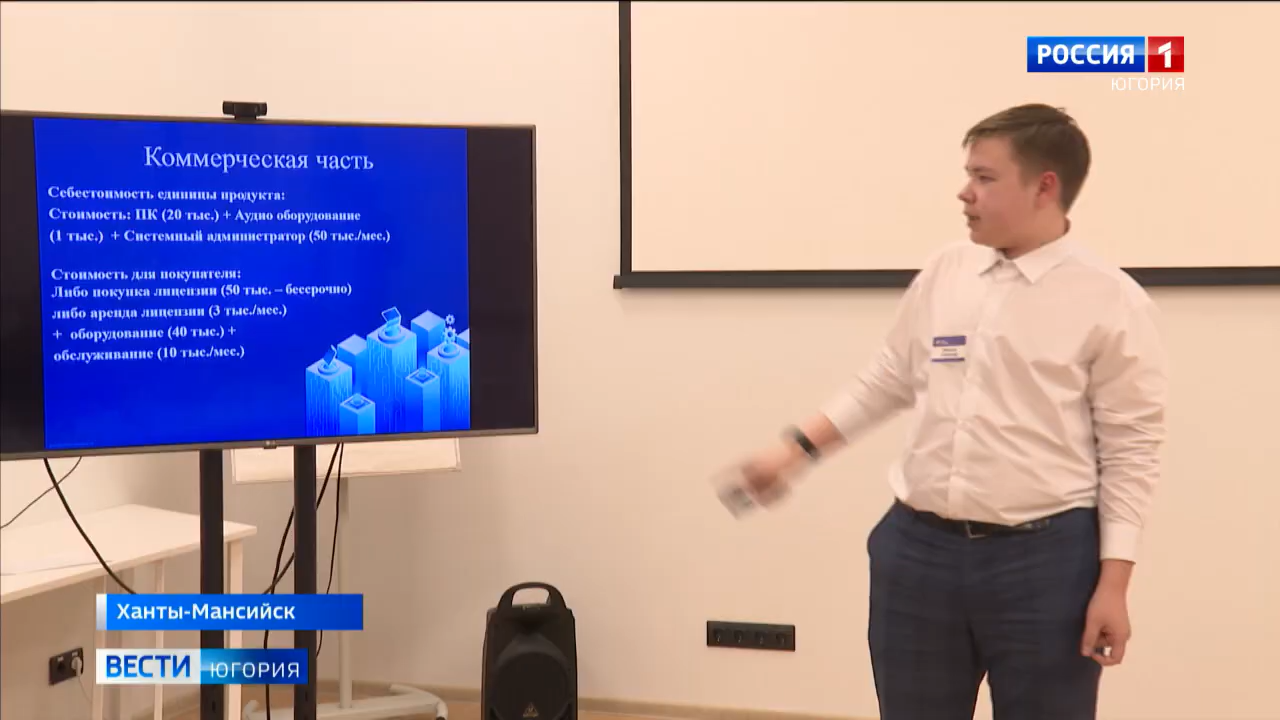 РОССИЯ 1
ЮГОРИЯ
Коммерческая часть
Себестоимость единицы продукта:
Стоимость: ПК (20 тыс.) + Аудио оборудование
(1 тыс.) + Системный администратор (50 тыс./мес.)
Стоимость для покупателя:
Либо покупка лицензии (50 тыс. – бессрочно)
либо аренда лицензии (3 тыс./мес.)
+ оборудование (40 тыс.) +
обслуживание (10 тыс./мес.)
Ханты-Мансийск
ВЕСТИ ЮГОРИЯ